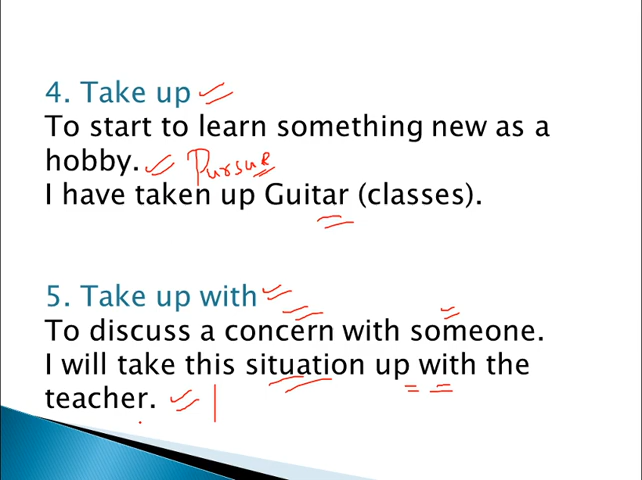 4. Take up
To start to learn something new as a
hobby. Pursue
I have taken up Guitar (classes).
5. Take up with
To discuss a concern with someone.
I will take this situation up with the
teacher.